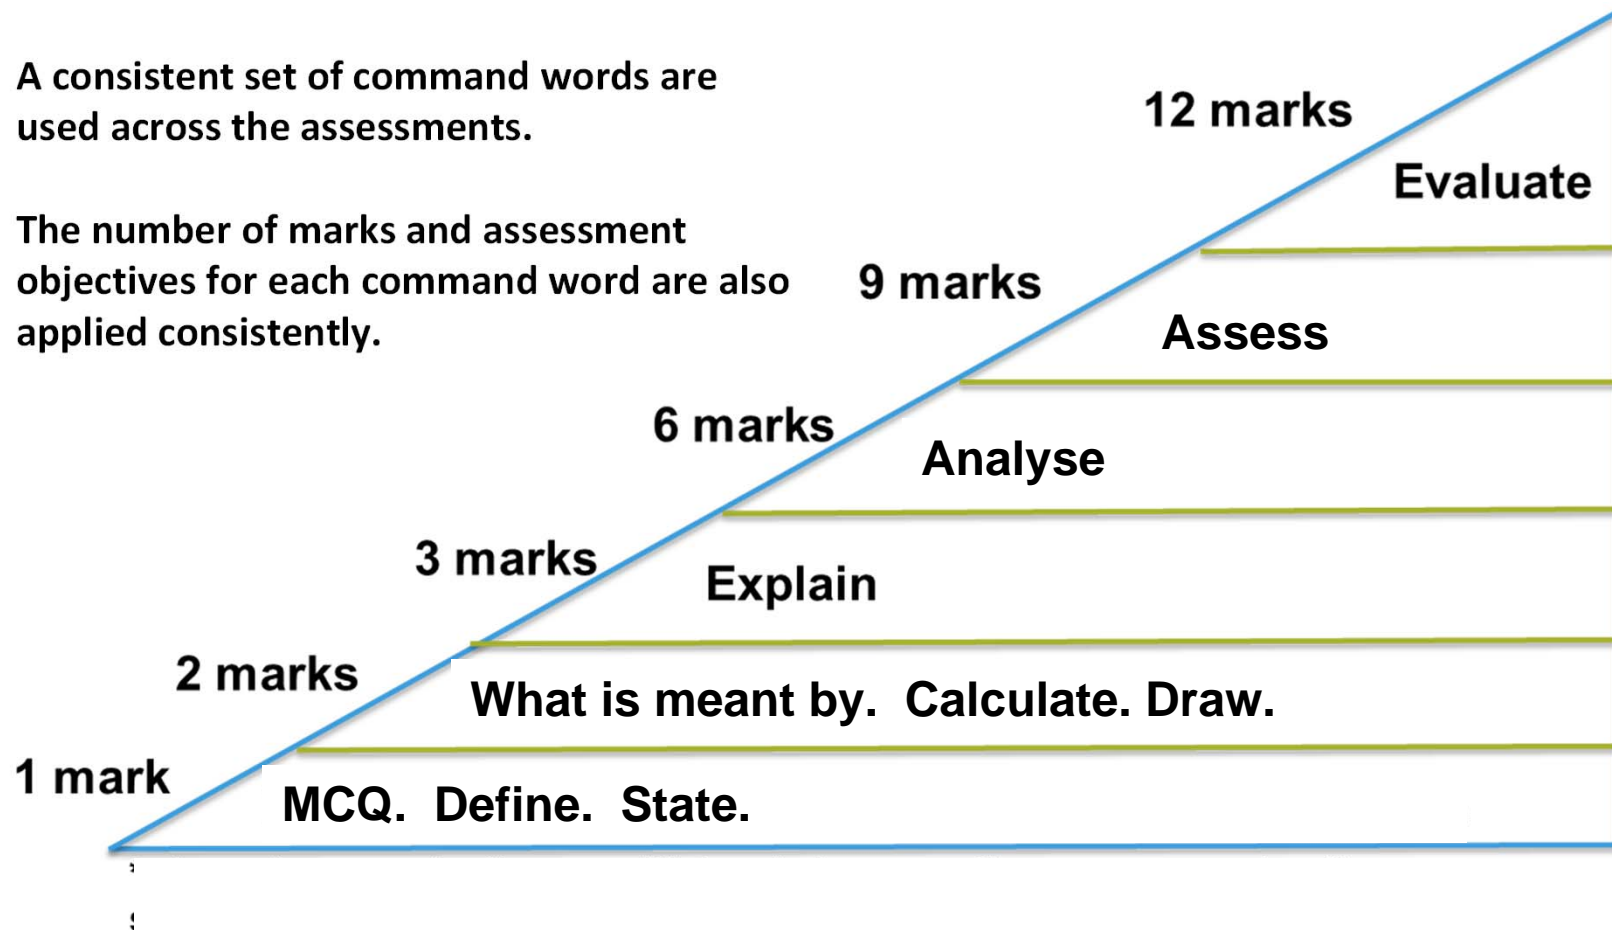 A consistent set of command words are
used across the assessments.
The number of marks and assessment
objectives for each command word are also
applied consistently.
12 marks
Evaluate
9 marks
Assess
6 marks
Analyse
3 marks
Explain
2 marks
What is meant by.  Calculate. Draw.
1 mark
MCQ.  Define.  State.